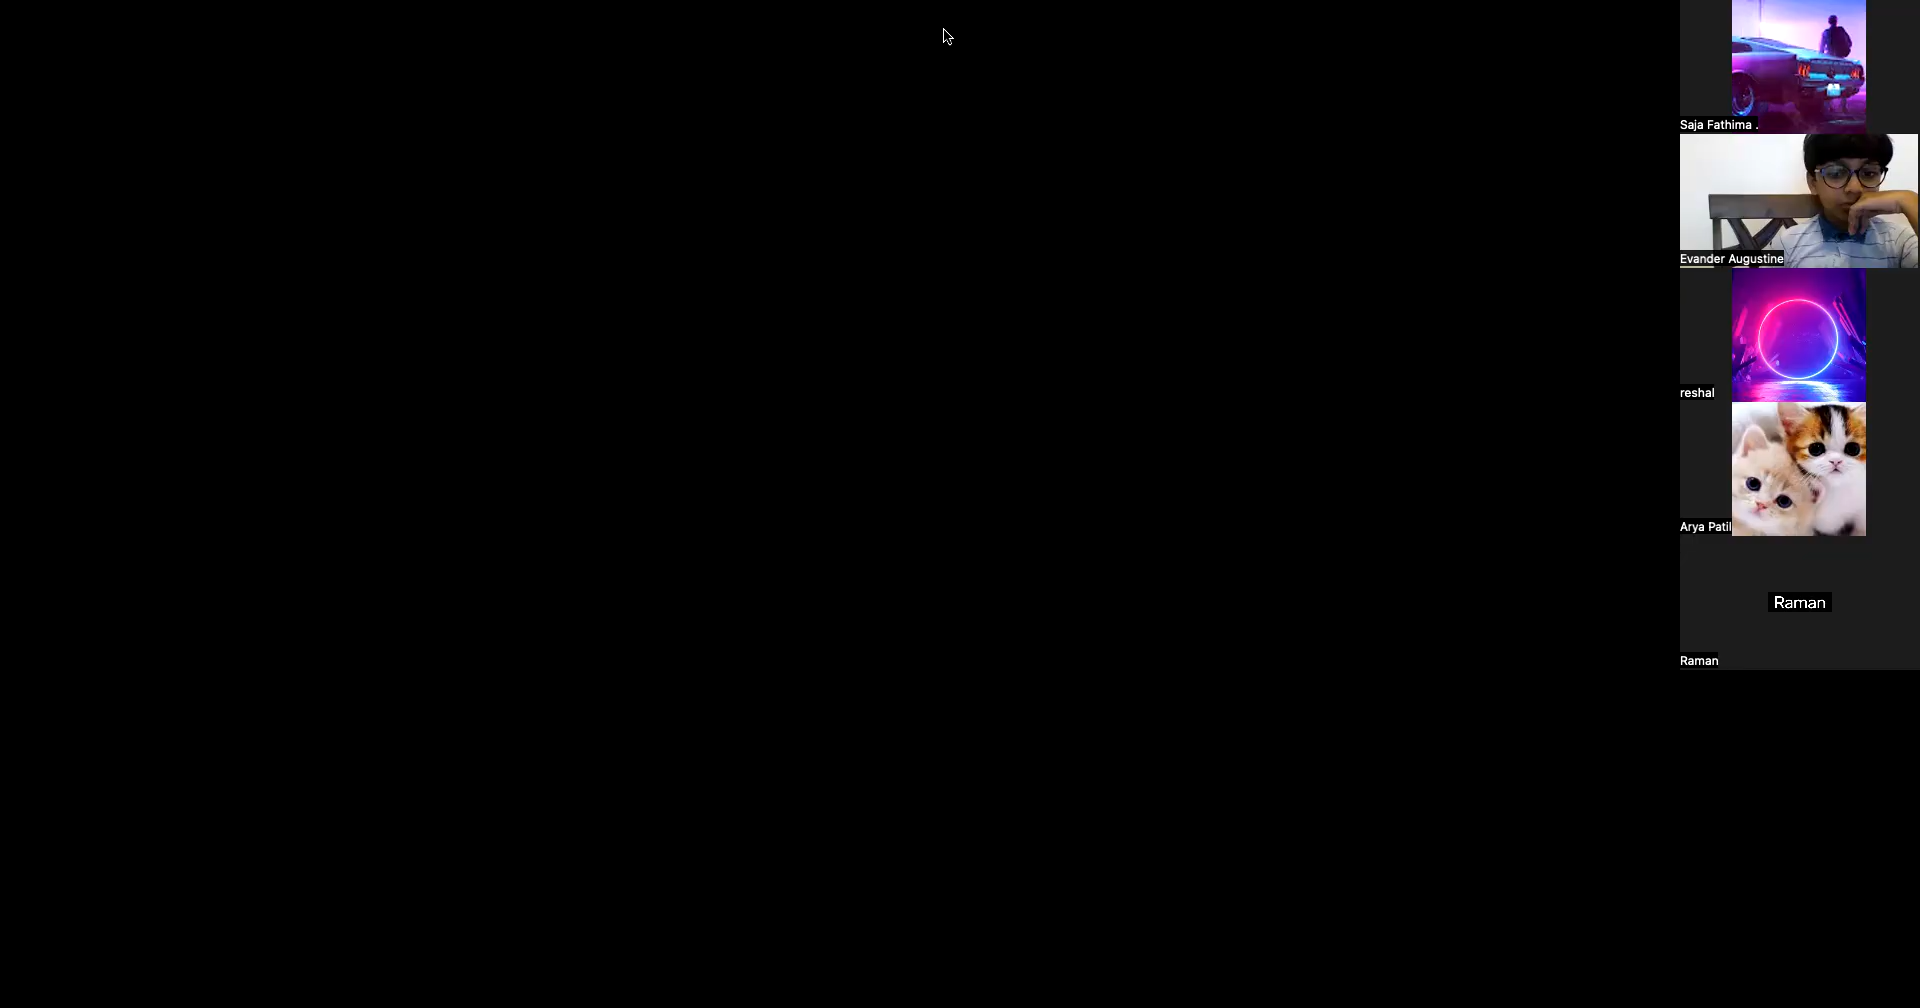 Saja Fathima .
Evander Augustine
reshal
Arya Patil
Raman
Raman